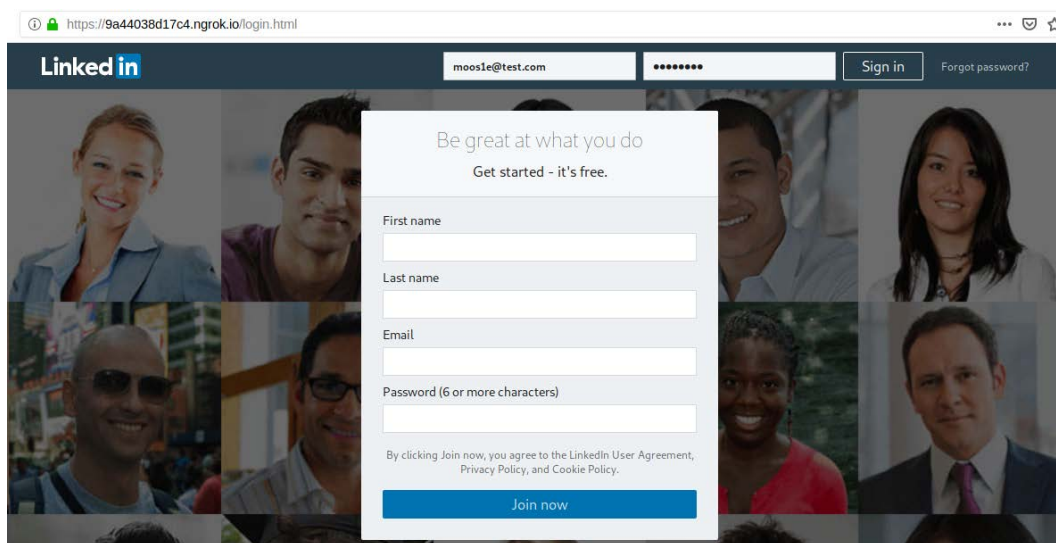 https://9a44038d17c4.ngrok.io/login.html
Linked in
moos1e@test.com
••••••••
Sign in
Forgot password?
Be great at what you do
Get started - it's free.
First name
Last name
Email
Password (6 or more characters)
By clicking Join now, you agree to the LinkedIn User Agreement,
Privacy Policy, and Cookie Policy.
Join now